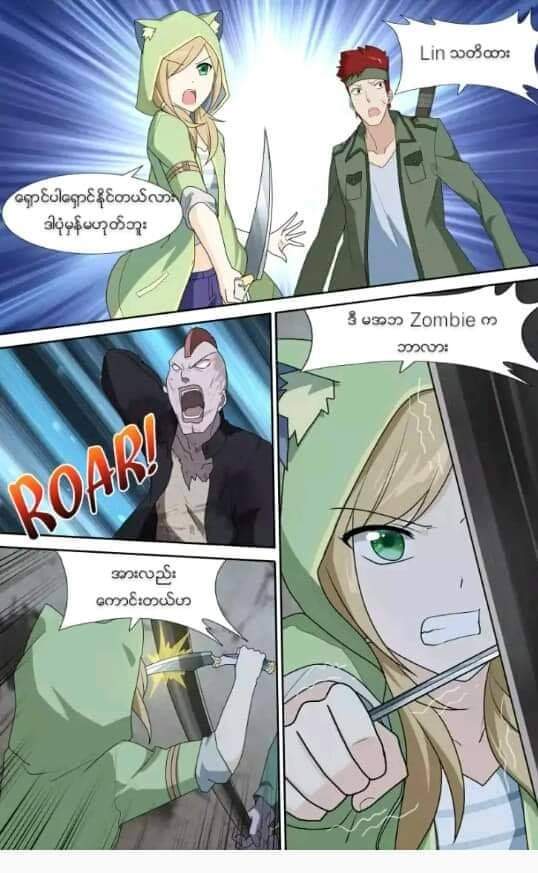 Lin သတိထား
ရှောင်ပါရှောင်နိုင်တယ်လား
ဒါပုံမှန်မဟုတ်ဘူး
ဒီ မအဘ Zombie က
ဘာလား
ROAR!
အားလည်း
ကောင်းတယ်ဟ